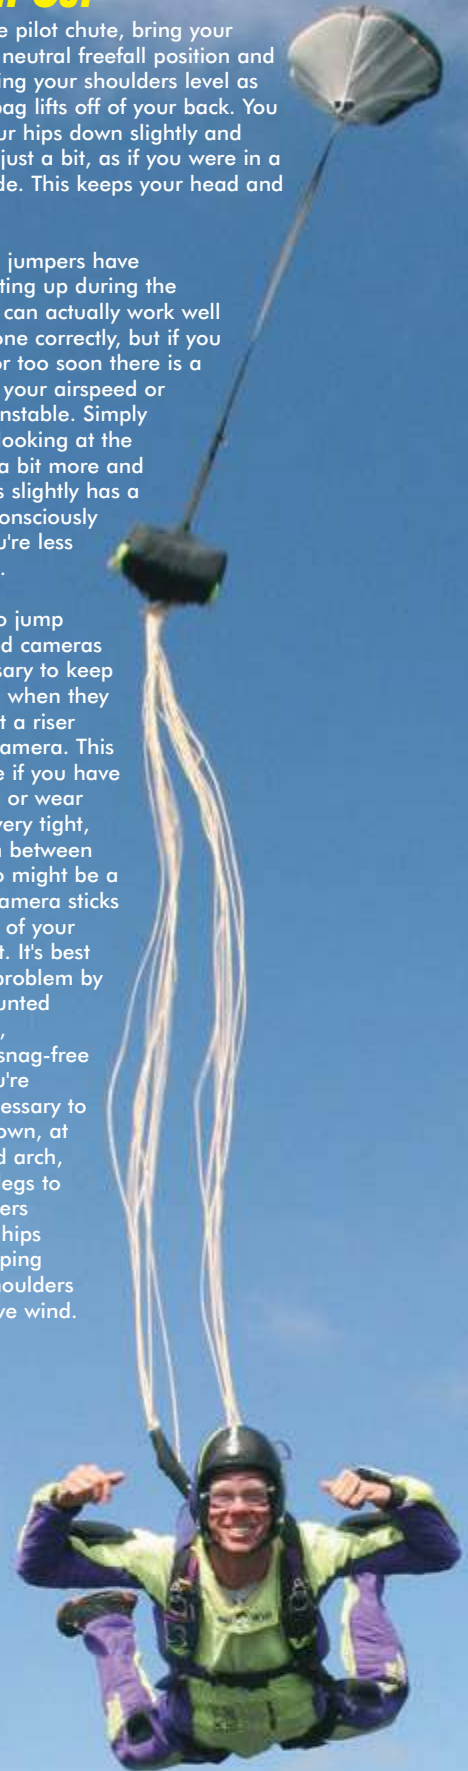 e pilot chute, bring your
neutral freefall position and
ing your shoulders level as
bag lifts off of your back. You
ur hips down slightly and
just a bit, as if you were in a
de. This keeps your head and
jumpers have
ting up during the
can actually work well
one correctly, but if you
or too soon there is a
your airspeed or
nstable. Simply
looking at the
a bit more and
s slightly has a
onsciously
u're less
.
o jump
d cameras
sary to keep
when they
t a riser
amera. This
e if you have
or wear
very tight,
n between
o might be a
amera sticks
of your
t. It's best
problem by
unted
,
snag-free
u're
essary to
own, at
d arch,
legs to
ers
hips
ping
houlders
ve wind.